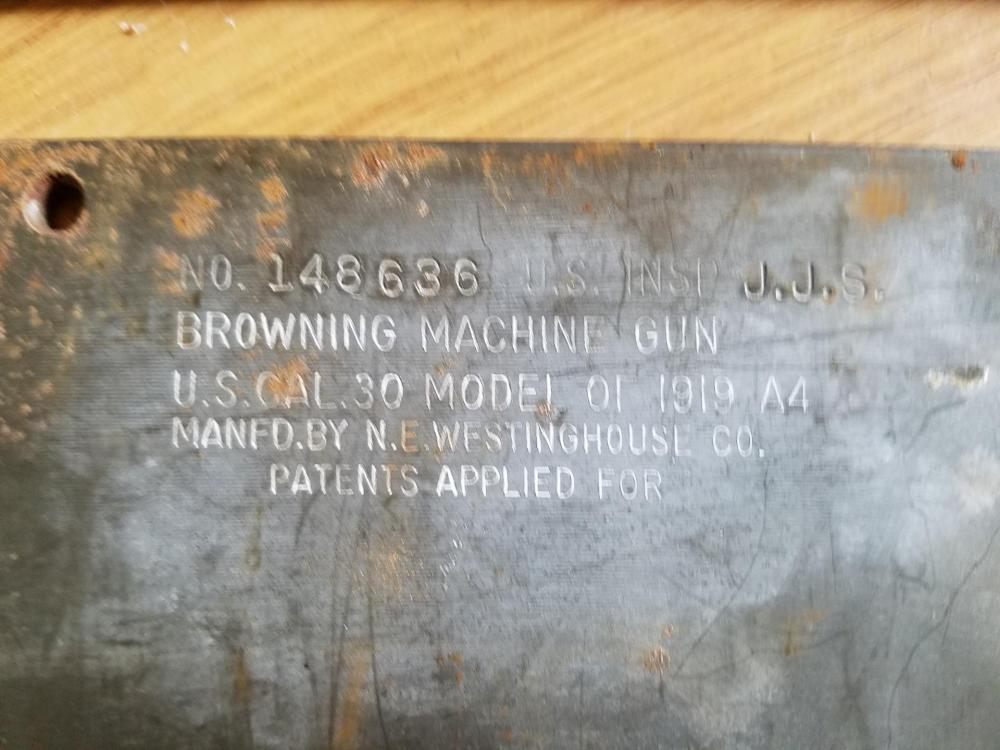 NO. 148636 U.S. INSP J.J.S.
BROWNING MACHINE GUN
U.S.CAL.30 MODEL OF 1919 A4
MANFD.BY N.E.WESTINGHOUSE CO.
PATENTS APPLIED FOR